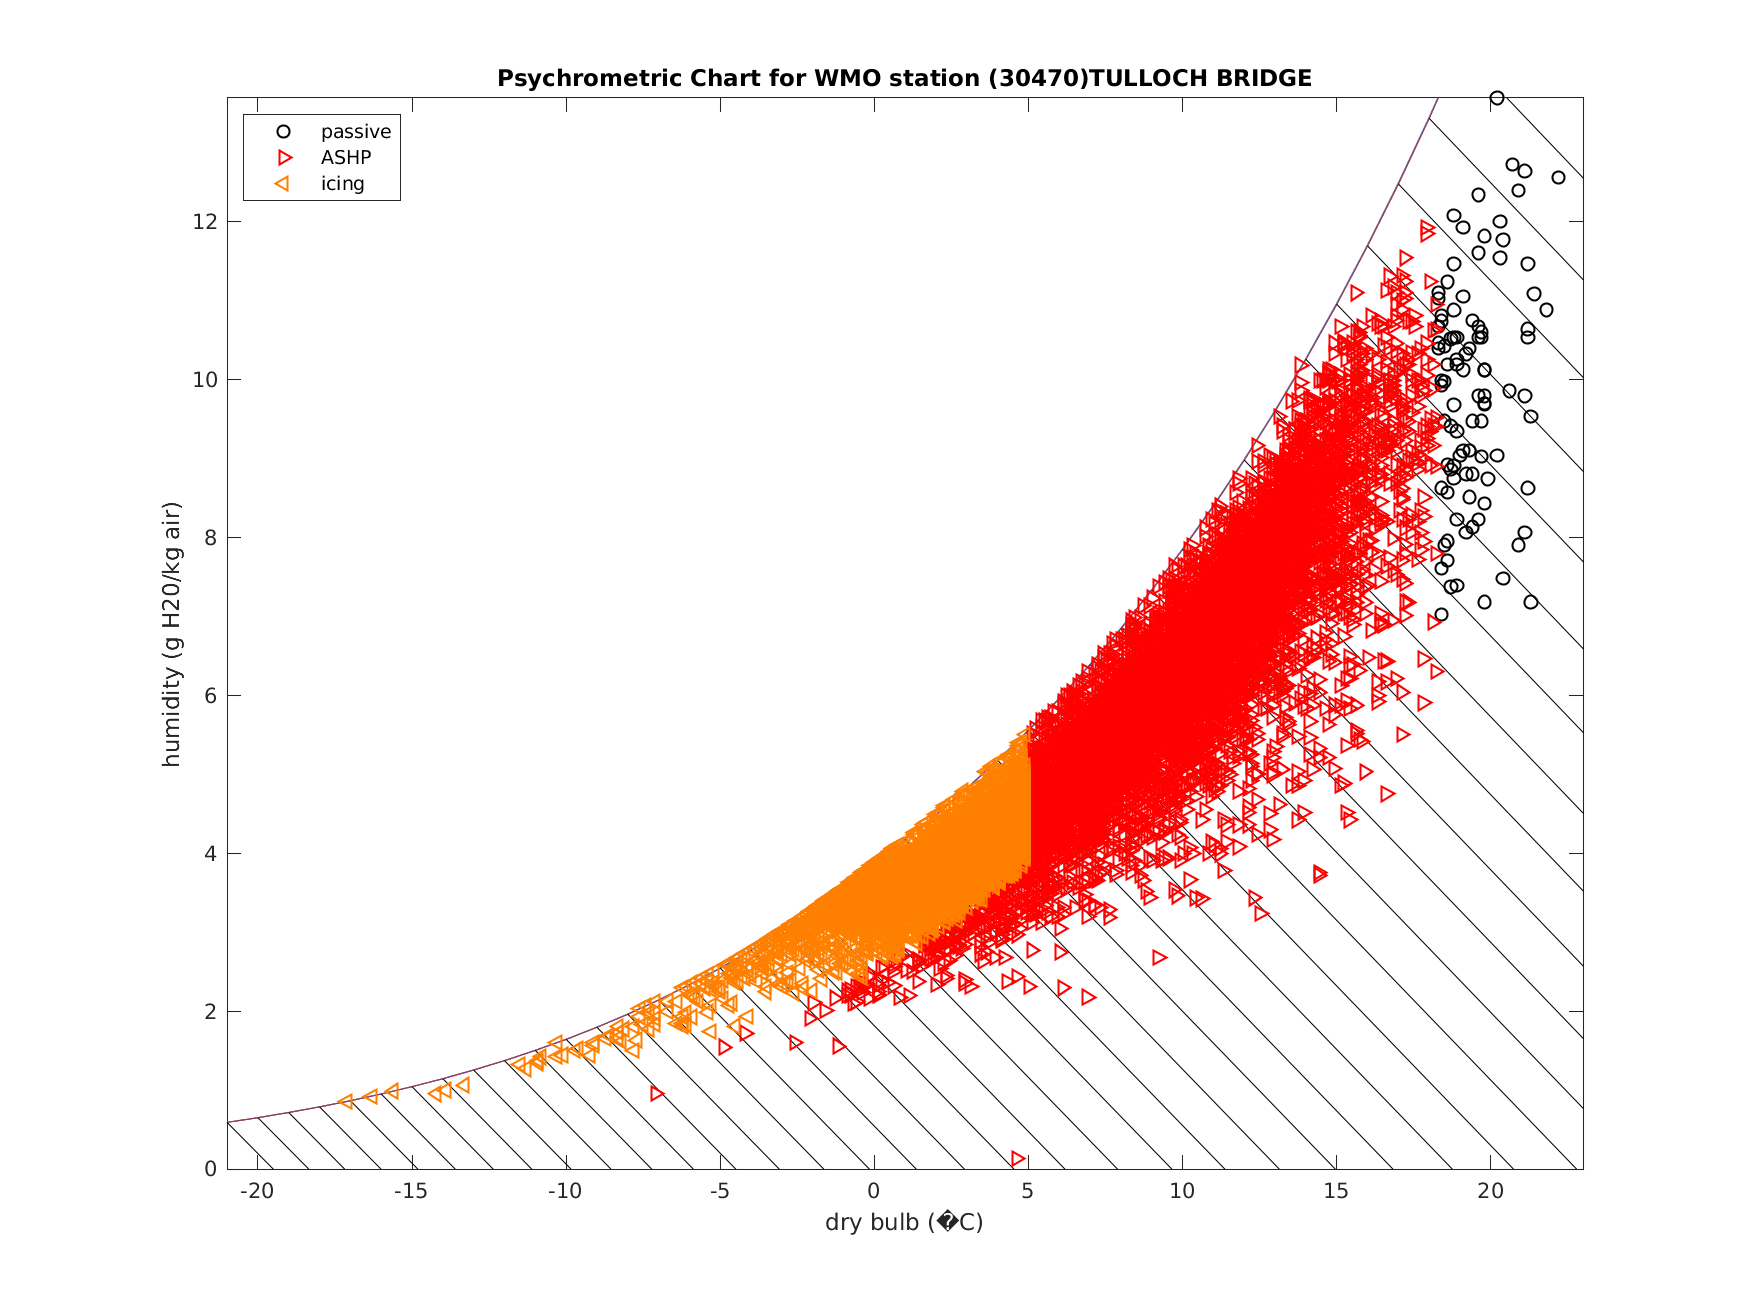 Psychrometric Chart for WMO station (30470)TULLOCH BRIDGE
passive
ASHP
icing
humidity (g H20/kg air)
12
10
8
6
4
2
0
-20 -15 -10 -5 0 5 10 15 20
dry bulb (�C)